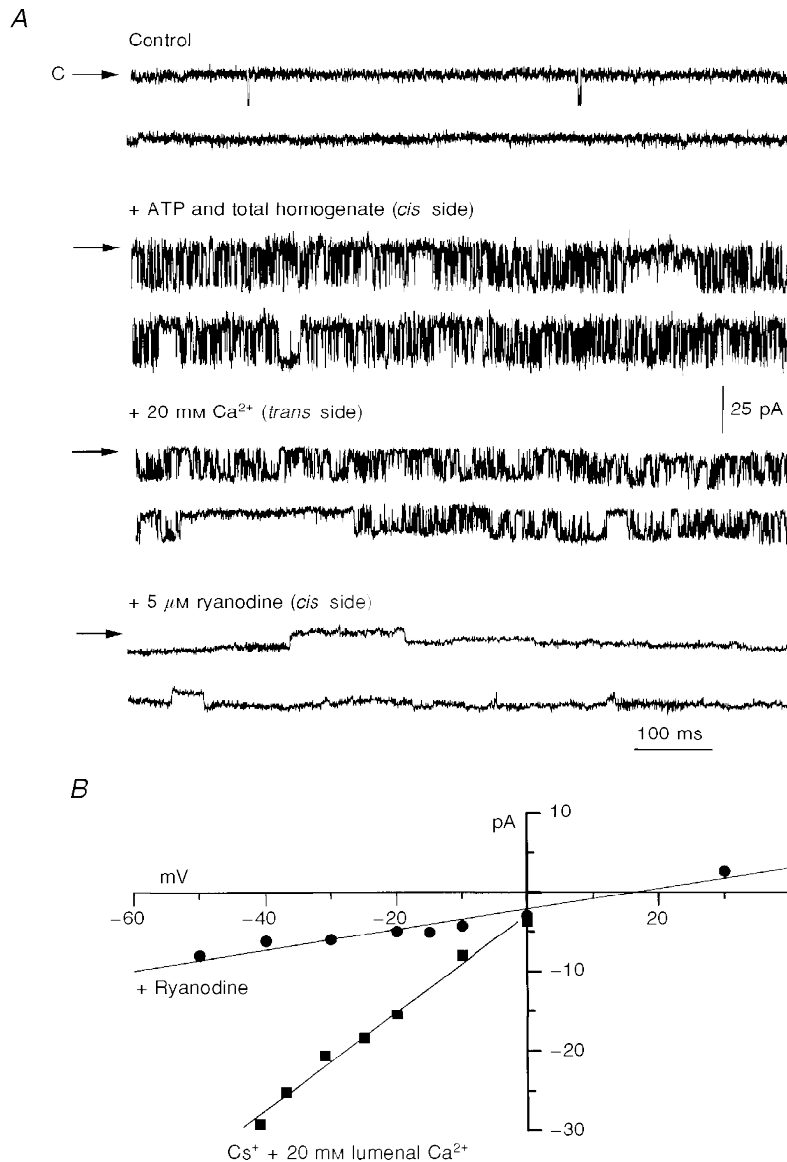 A
Control
C
+ ATP and total homogenate (cis side)
+ 20 mM Ca²⁺ (trans side)
25 pA
+ 5 μM ryanodine (cis side)
100 ms
B
10
pA
mV
−60 −40 −20 20
−10
+ Ryanodine
−20
−30
Cs⁺ + 20 mM lumenal Ca²⁺